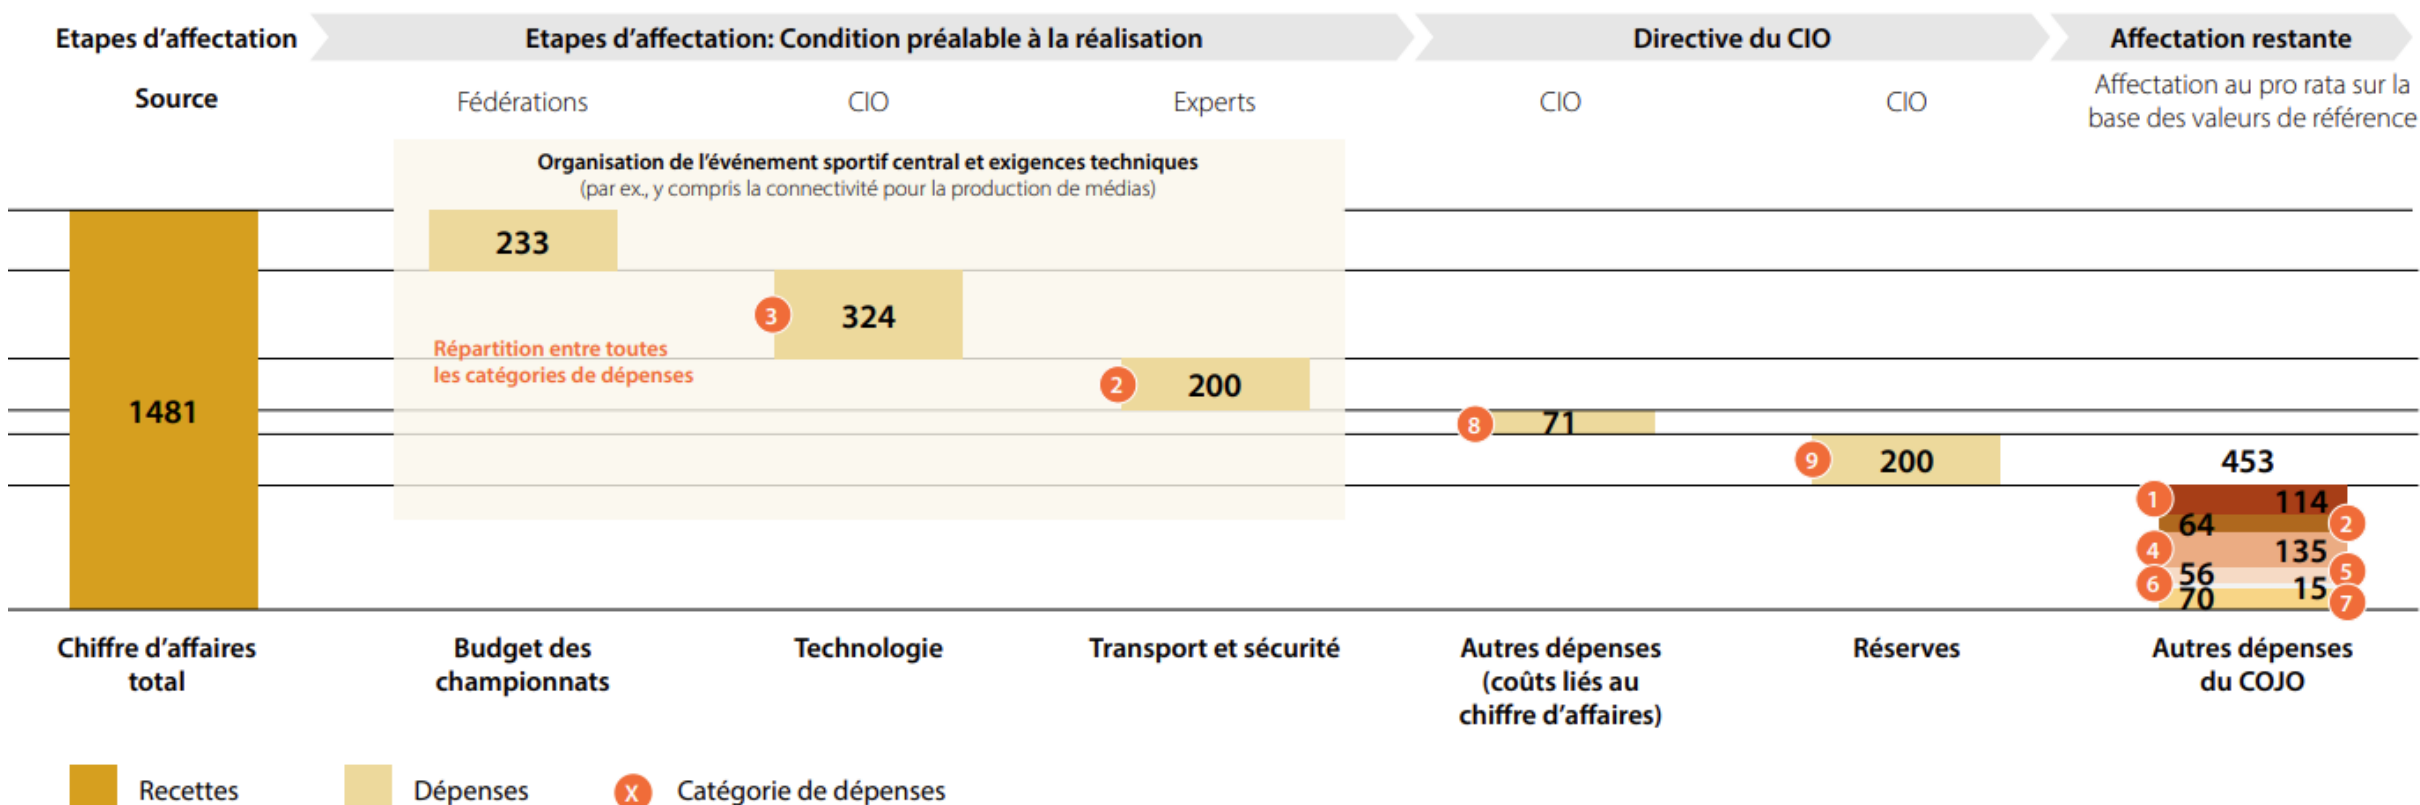 Etapes d’affectation
Etapes d’affectation: Condition préalable à la réalisation
Directive du CIO
Affectation restante
Source
Fédérations
CIO
Experts
CIO
CIO
Affectation au pro rata sur la
base des valeurs de référence
Organisation de l’événement sportif central et exigences techniques
(par ex., y compris la connectivité pour la production de médias)
233
3
324
Répartition entre toutes
les catégories de dépenses
2
200
1481
8
71
9
200
453
1
114
64
2
4
135
56
5
6
15
70
7
Chiffre d’affaires
total
Budget des
championnats
Technologie
Transport et sécurité
Autres dépenses
(coûts liés au
chiffre d’affaires)
Réserves
Autres dépenses
du COJO
Recettes
Dépenses
X
Catégorie de dépenses